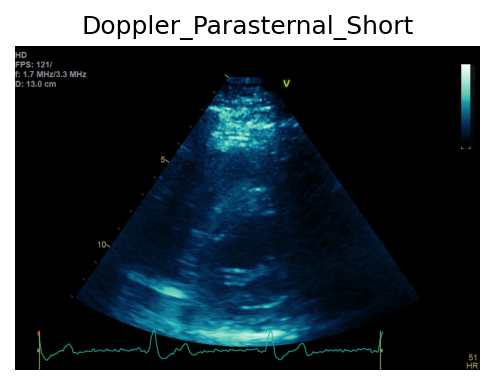 Doppler_Parasternal_Short
HD
FPS: 121/
f: 1.7 MHz/3.3 MHz
D: 13.0 cm
V
5
10
51
HR